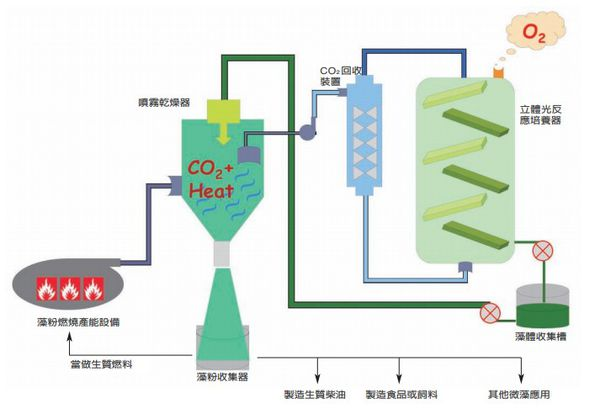 O2
CO2回收
裝置
噴霧乾燥器
立體光反
應培養器
CO2+
Heat
藻粉燃燒產能設備
藻體收集槽
當做生質燃料
藻粉收集器
製造生質柴油
製造食品或飼料
其他微藻應用